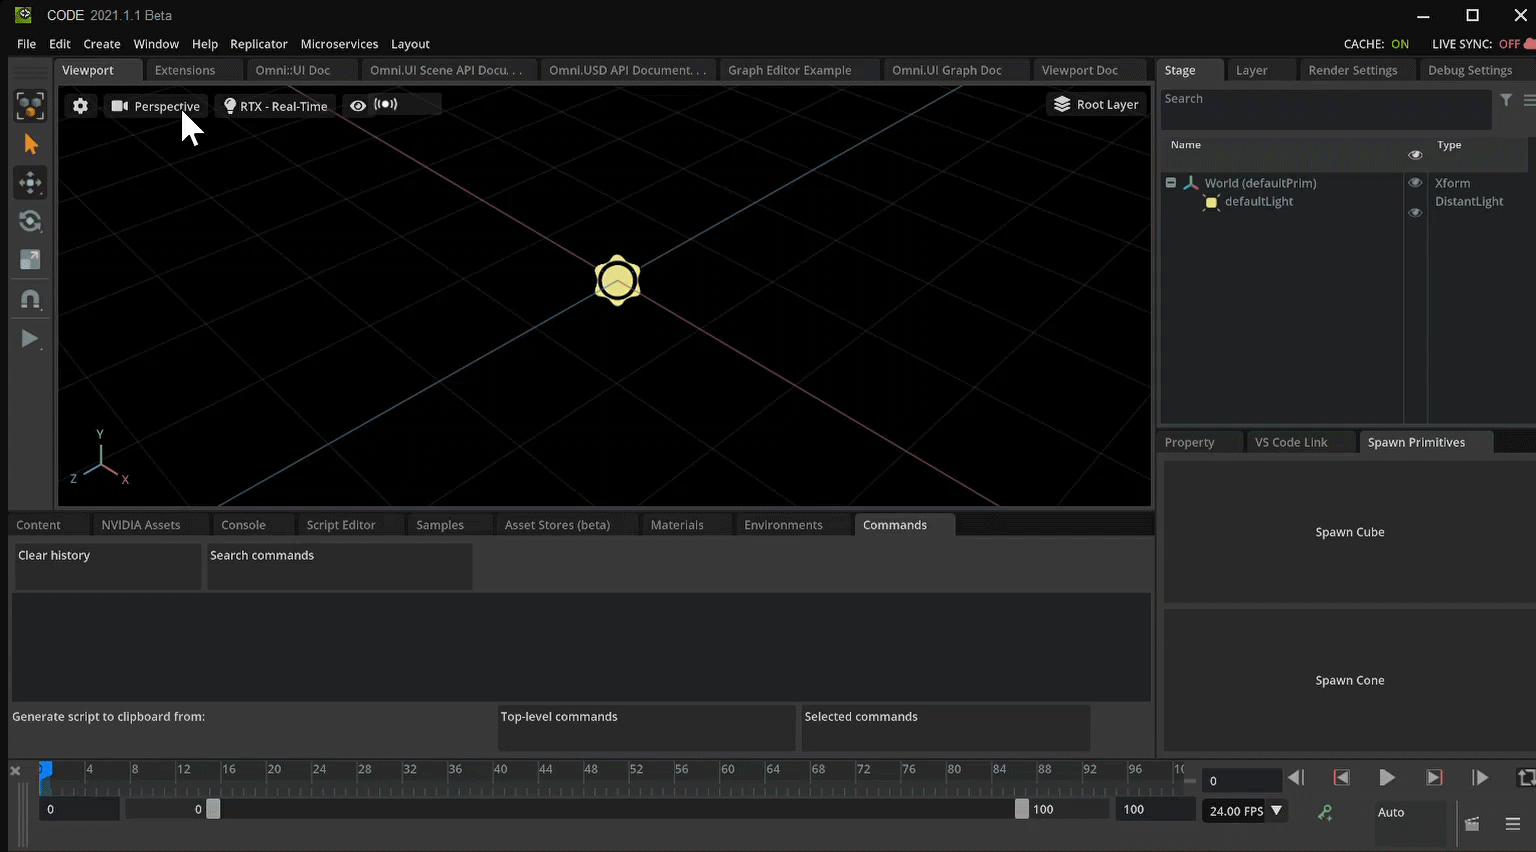 CODE 2021.1.1 Beta
File Edit Create Window Help Replicator Microservices Layout CACHE: ON LIVE SYNC: OFF
Viewport Extensions Omni::UI Doc Omni.UI Scene API Docu. . . Omni.USD API Document. . . Graph Editor Example Omni.UI Graph Doc Viewport Doc
Stage Layer Render Settings Debug Settings
Perspective RTX - Real-Time Root Layer
Search
Name Type
World (defaultPrim) Xform
defaultLight DistantLight
Y
Z X
Property VS Code Link Spawn Primitives
Spawn Cube
Spawn Cone
Content NVIDIA Assets Console Script Editor Samples Asset Stores (beta) Materials Environments Commands
Clear history Search commands
Generate script to clipboard from: Top-level commands Selected commands
4 8 12 16 20 24 28 32 36 40 44 48 52 56 60 64 68 72 76 80 84 88 92 96 10
0
0 0 100 100 24.00 FPS Auto